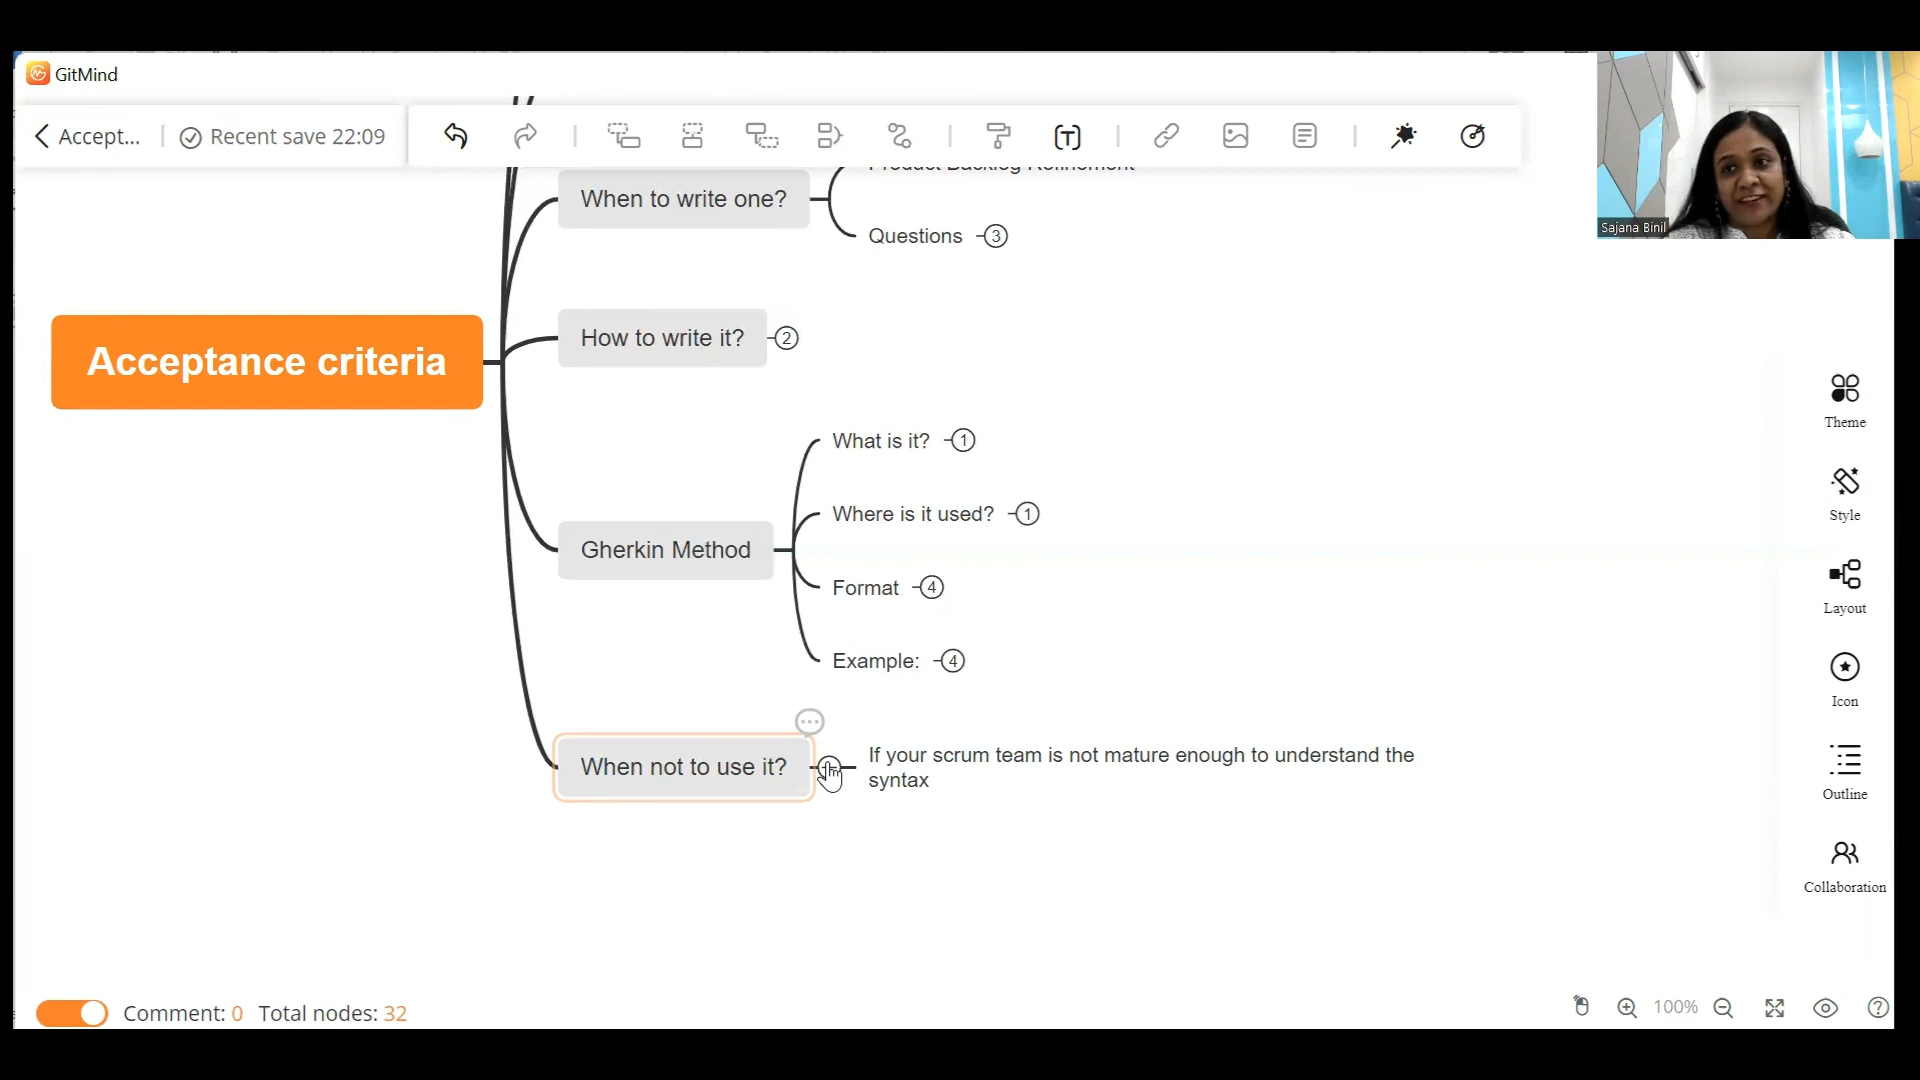 GitMind
Accept...
Recent save 22:09
Product Backlog Refinement
When to write one?
Questions
3
Sajana Binil
How to write it?
2
Acceptance criteria
What is it?
1
Where is it used?
1
Gherkin Method
Format
4
Example:
4
When not to use it?
If your scrum team is not mature enough to understand the
syntax
Theme
Style
Layout
Icon
Outline
Collaboration
Comment: 0
Total nodes: 32
100%